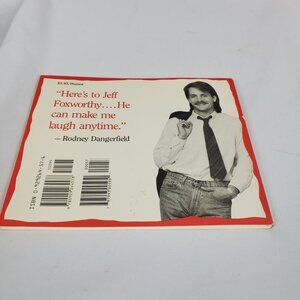 "Here's to Jeff
Foxworthy....He
can make me
laugh anytime."
— Rodney Dangerfield